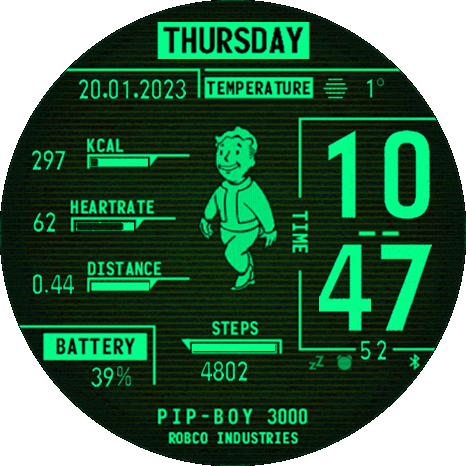 THURSDAY
20.01.2023 TEMPERATURE 1°
KCAL
297
HEARTRATE
62
DISTANCE
0.44
TIME
10
47
52
zZ
BATTERY
39%
STEPS
4802
PIP-BOY 3000
ROBCO INDUSTRIES